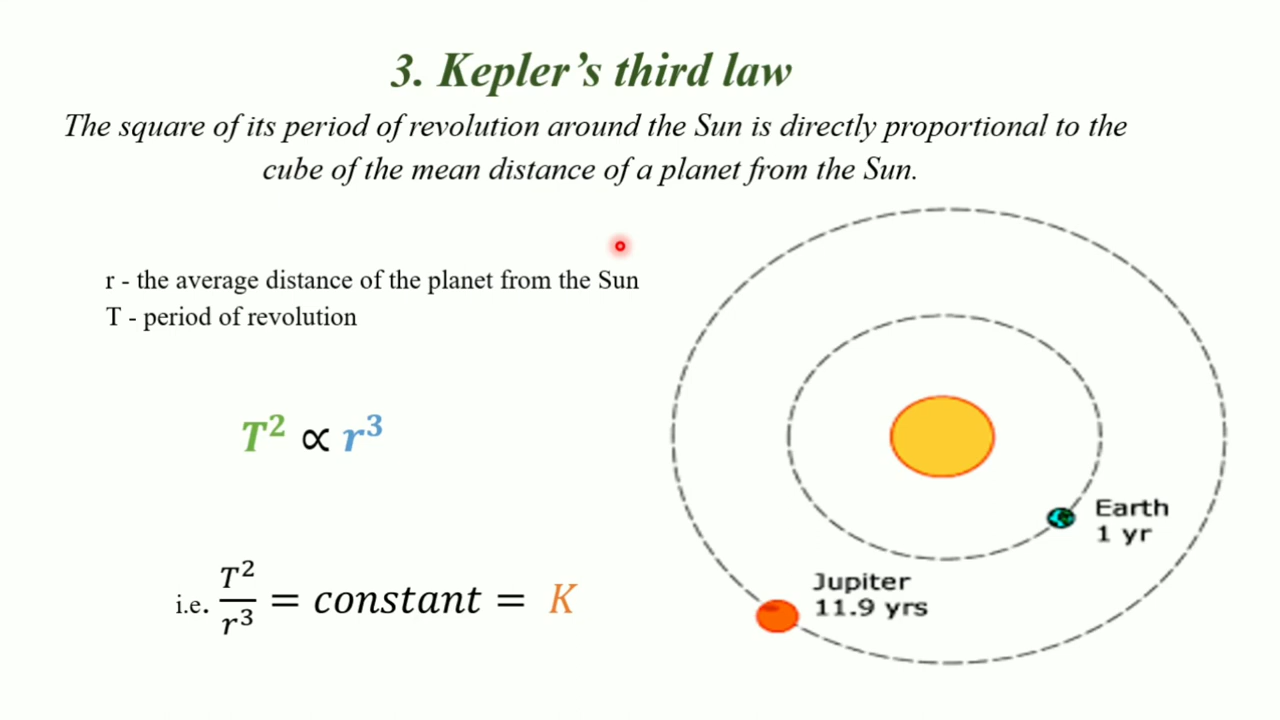 3. Kepler’s third law
The square of its period of revolution around the Sun is directly proportional to the
cube of the mean distance of a planet from the Sun.
r - the average distance of the planet from the Sun
T - period of revolution
T² ∝ r³
i.e. T²/r³ = constant = K
Earth
1 yr
Jupiter
11.9 yrs